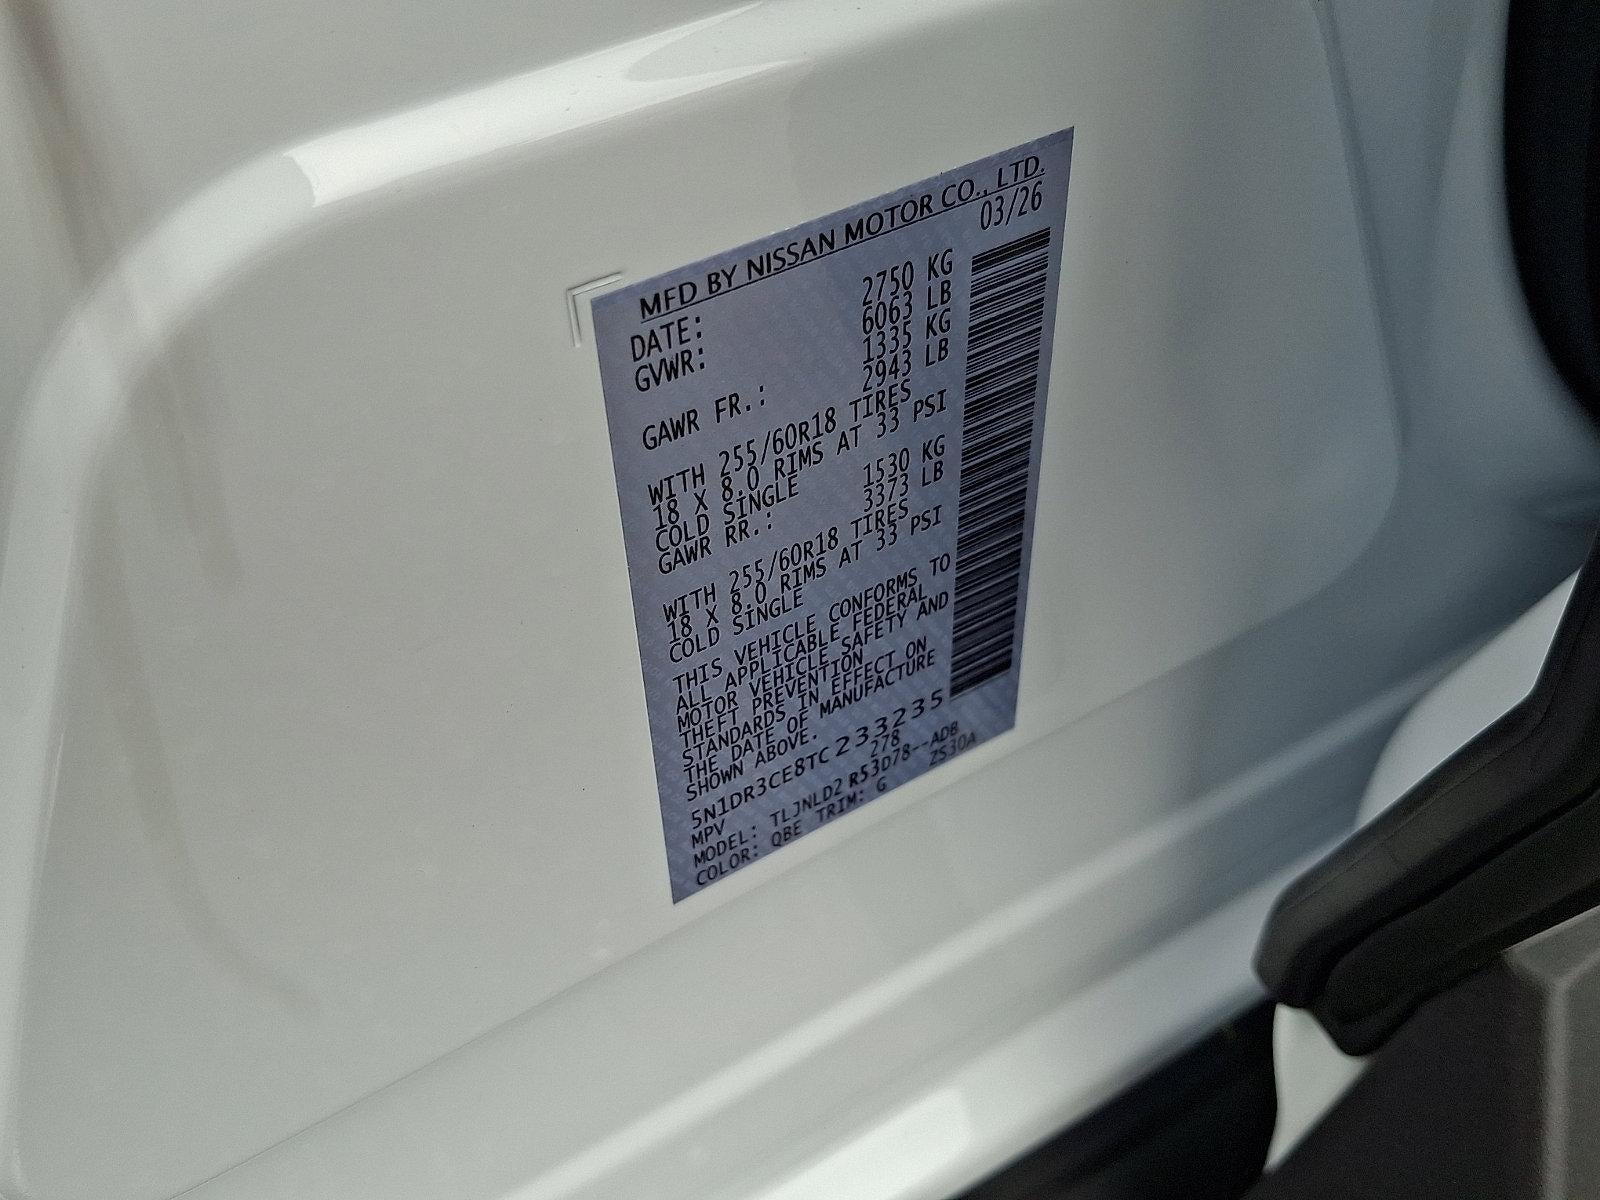 MFD BY NISSAN MOTOR CO., LTD.
DATE: 03/26
GVWR: 2750 KG
6063 LB
GAWR FR.: 1335 KG
2943 LB
WITH 255/60R18 TIRES
18 X 8.0 RIMS AT 33 PSI
COLD SINGLE
GAWR RR.: 1530 KG
3373 LB
WITH 255/60R18 TIRES
18 X 8.0 RIMS AT 33 PSI
COLD SINGLE
THIS VEHICLE CONFORMS TO
ALL APPLICABLE FEDERAL
MOTOR VEHICLE SAFETY AND
THEFT PREVENTION
STANDARDS IN EFFECT ON
THE DATE OF MANUFACTURE
SHOWN ABOVE.
5N1DR3CE8TC233235
MPV 278
MODEL: TLJNLD2 R53D78--ADB
COLOR: QBE TRIM: G ZS30A